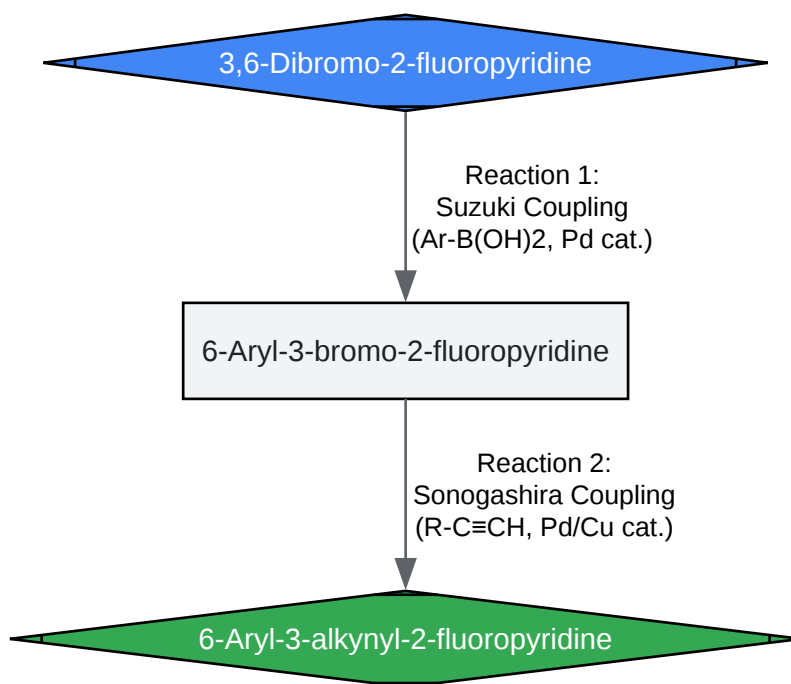 3,6-Dibromo-2-fluoropyridine
Reaction 1:
Suzuki Coupling
(Ar-B(OH)2, Pd cat.)
6-Aryl-3-bromo-2-fluoropyridine
Reaction 2:
Sonogashira Coupling
(R-C≡CH, Pd/Cu cat.)
6-Aryl-3-alkynyl-2-fluoropyridine